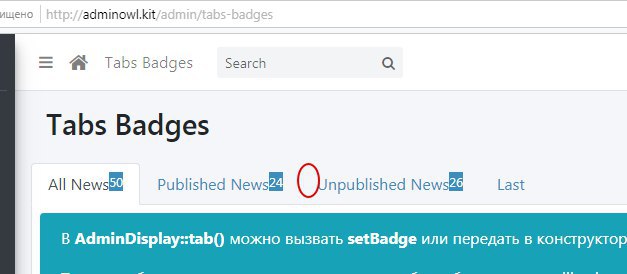 ищено http://adminowl.kit/admin/tabs-badges
Tabs Badges Search
Tabs Badges
All News 50 Published News 24 Unpublished News 26 Last
В AdminDisplay::tab() можно вызвать setBadge или передать в конструктор